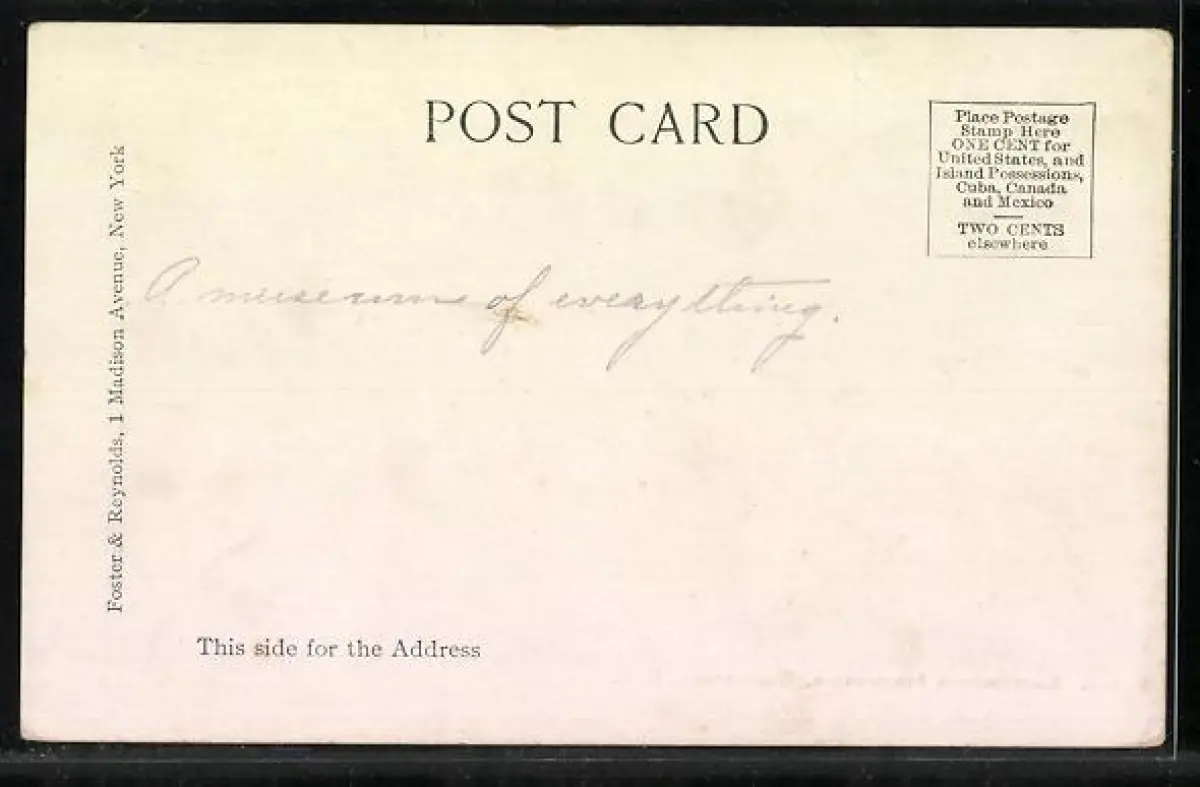 POST CARD
Place Postage
Stamp Here
ONE CENT for
United States, and
Island Possessions,
Cuba, Canada
and Mexico
TWO CENTS
elsewhere
Foster & Reynolds, 1 Madison Avenue, New York
A museum of everything.
This side for the Address